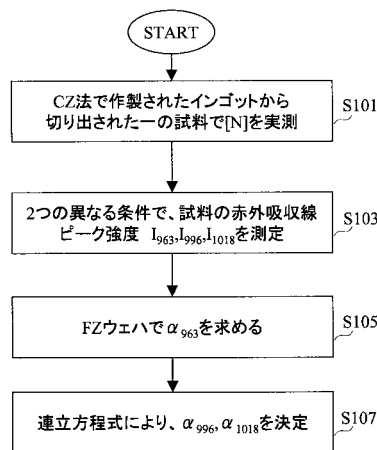 START
CZ法で作製されたインゴットから
切り出された一の試料で[N]を実測
S101
2つの異なる条件で、試料の赤外吸収線
ピーク強度 I963,I996,I1018を測定
S103
FZウェハでα963を求める
S105
連立方程式により、α996,α1018を決定
S107